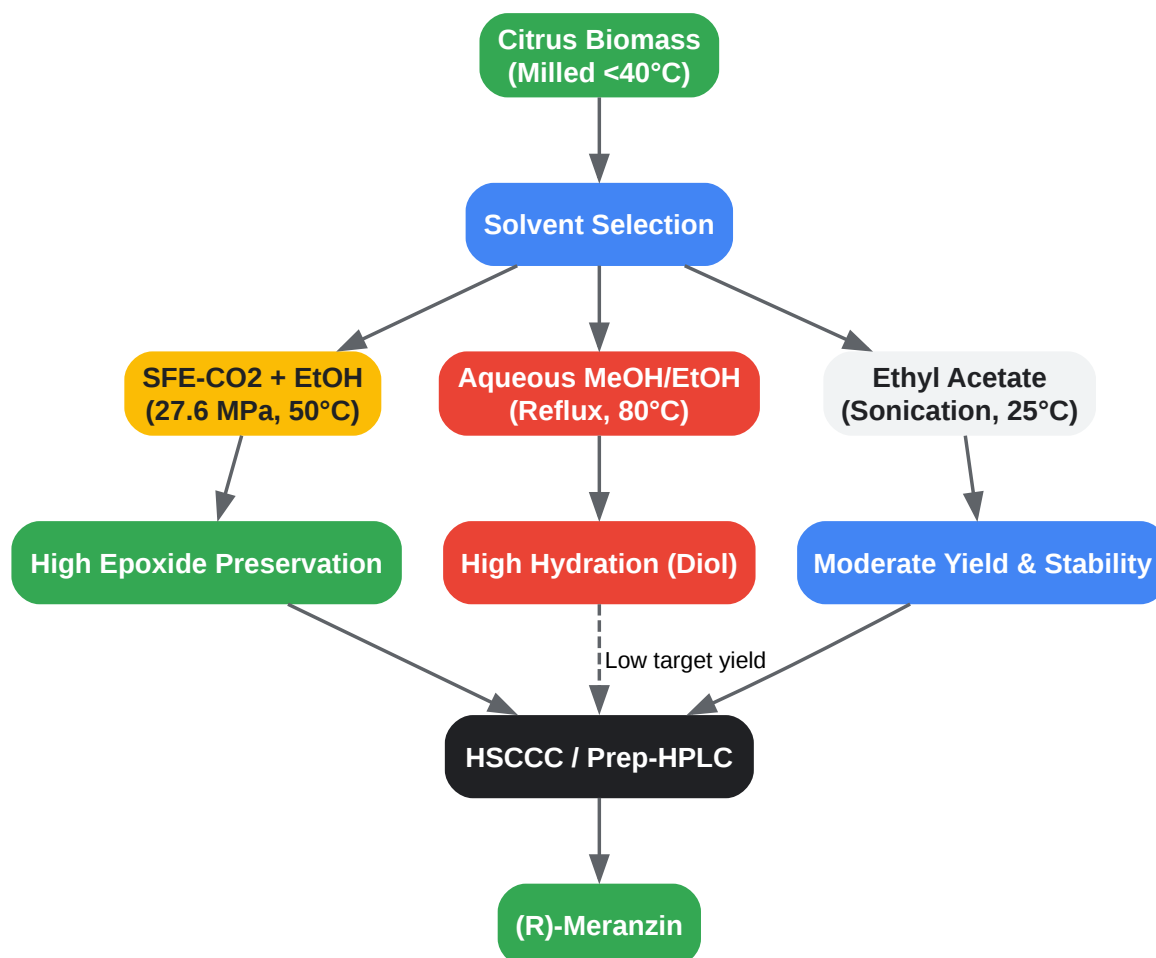 Citrus Biomass
(Milled <40°C)
Solvent Selection
SFE-CO2 + EtOH
(27.6 MPa, 50°C)
Aqueous MeOH/EtOH
(Reflux, 80°C)
Ethyl Acetate
(Sonication, 25°C)
High Epoxide Preservation
High Hydration (Diol)
Moderate Yield & Stability
Low target yield
HSCCC / Prep-HPLC
(R)-Meranzin